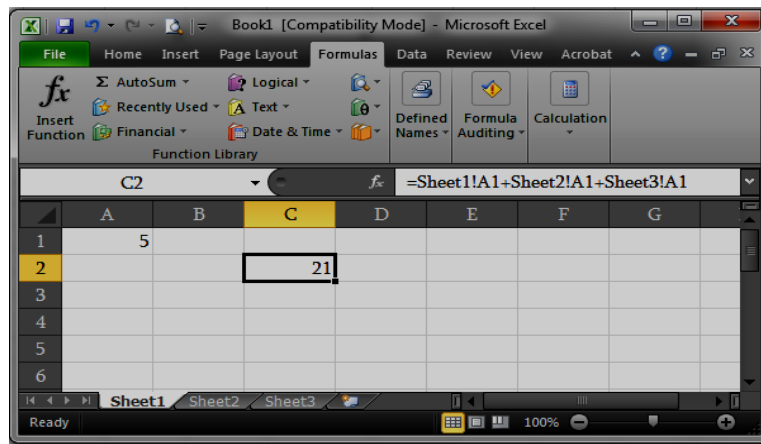 Book1 [Compatibility Mode] - Microsoft Excel
File Home Insert Page Layout Formulas Data Review View Acrobat
fx Insert Function
Σ AutoSum
Recently Used
Financial
Logical
Text
Date & Time
Defined Names
Formula Auditing
Calculation
Function Library
C2 fx =Sheet1!A1+Sheet2!A1+Sheet3!A1
A B C D E F G
1 5
2 21
3
4
5
6
Sheet1 Sheet2 Sheet3
Ready 100%